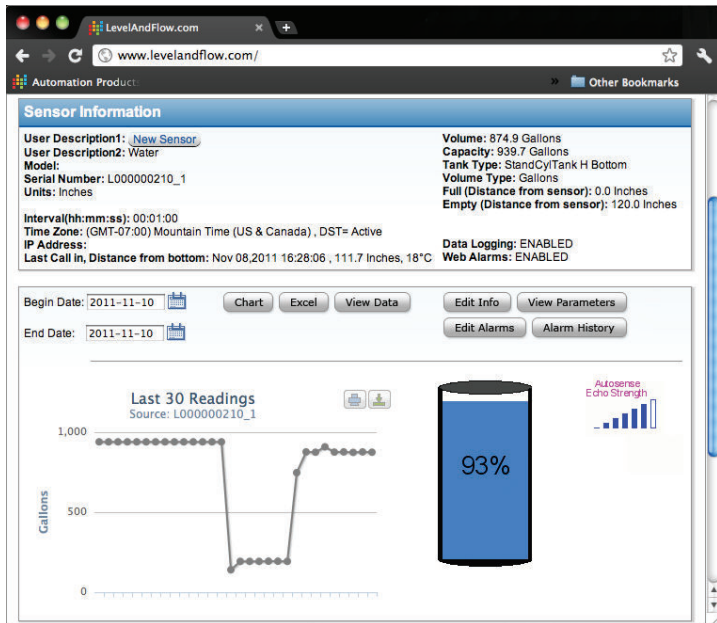 LevelAndFlow.com
www.levelandflow.com/
Automation Product
» Other Bookmarks
Sensor Information
User Description1: New Sensor
User Description2: Water
Model:
Serial Number: L000000210_1
Units: Inches
Interval(hh:mm:ss): 00:01:00
Time Zone: (GMT-07:00) Mountain Time (US & Canada) , DST= Active
IP Address:
Last Call in, Distance from bottom: Nov 08,2011 16:28:06 , 111.7 Inches, 18°C
Volume: 874.9 Gallons
Capacity: 939.7 Gallons
Tank Type: StandCylTank H Bottom
Volume Type: Gallons
Full (Distance from sensor): 0.0 Inches
Empty (Distance from sensor): 120.0 Inches
Data Logging: ENABLED
Web Alarms: ENABLED
Begin Date: 2011-11-10
End Date: 2011-11-10
Chart Excel View Data
Edit Info View Parameters
Edit Alarms Alarm History
Last 30 Readings
Source: L000000210_1
1,000
500
0
Gallons
93%
Autosense
Echo Strength